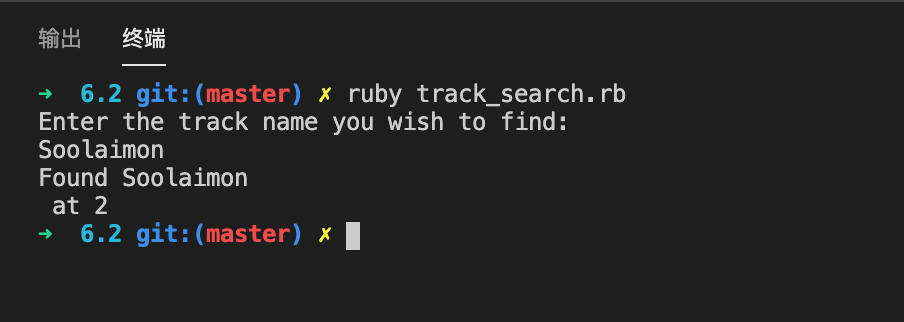 输出 终端
➜ 6.2 git:(master) ✗ ruby track_search.rb
Enter the track name you wish to find:
Soolaimon
Found Soolaimon
 at 2
➜ 6.2 git:(master) ✗